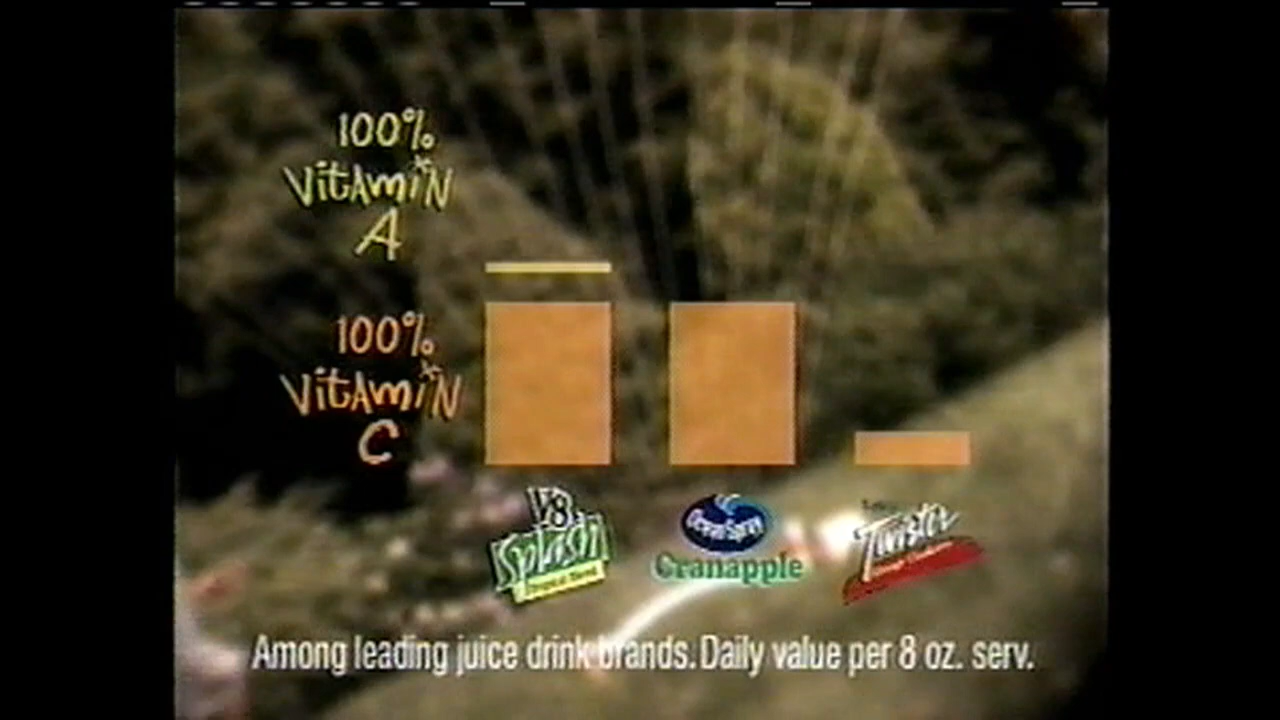 100%
VitAmiN*
A
100%
VitAmiN*
C
V8
Splash
Ocean Spray
Cranapple
Twister
Among leading juice drink brands. Daily value per 8 oz. serv.